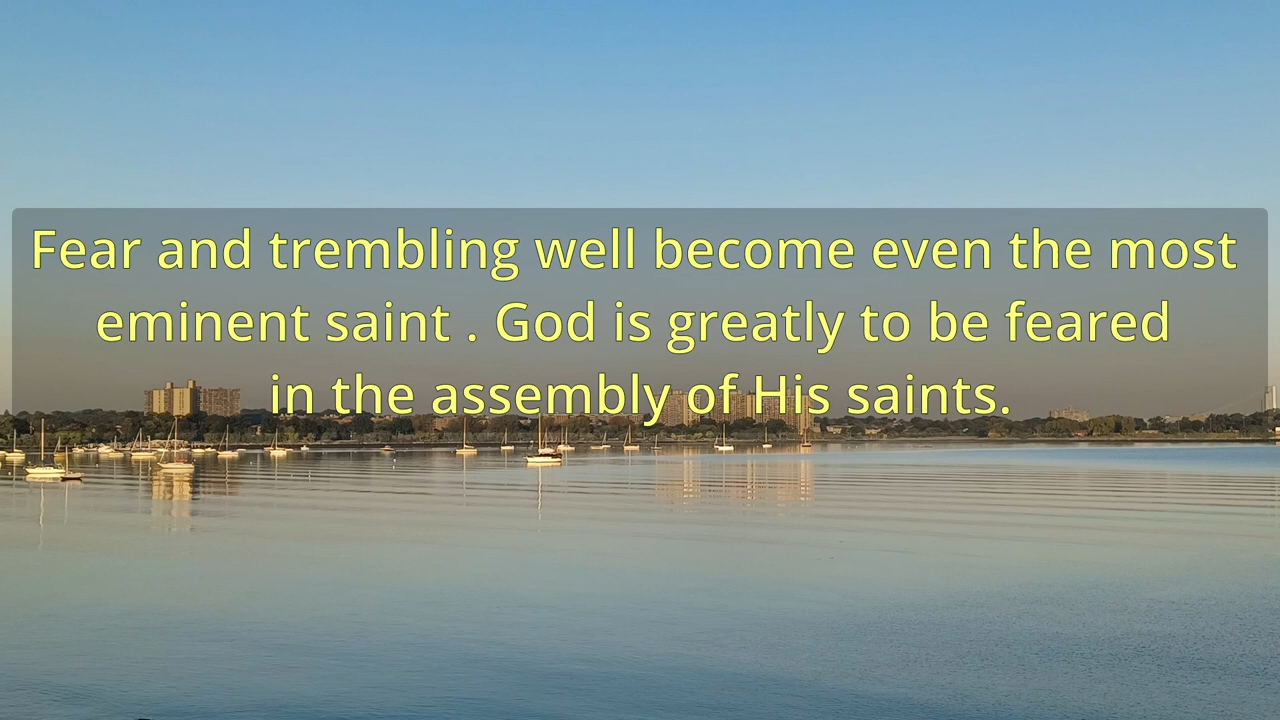 Fear and trembling well become even the most
eminent saint . God is greatly to be feared
in the assembly of His saints.